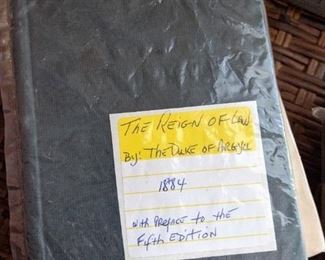 The Reign of Law
By: The Duke of Argyll
1884
with Preface to the
Fifth Edition